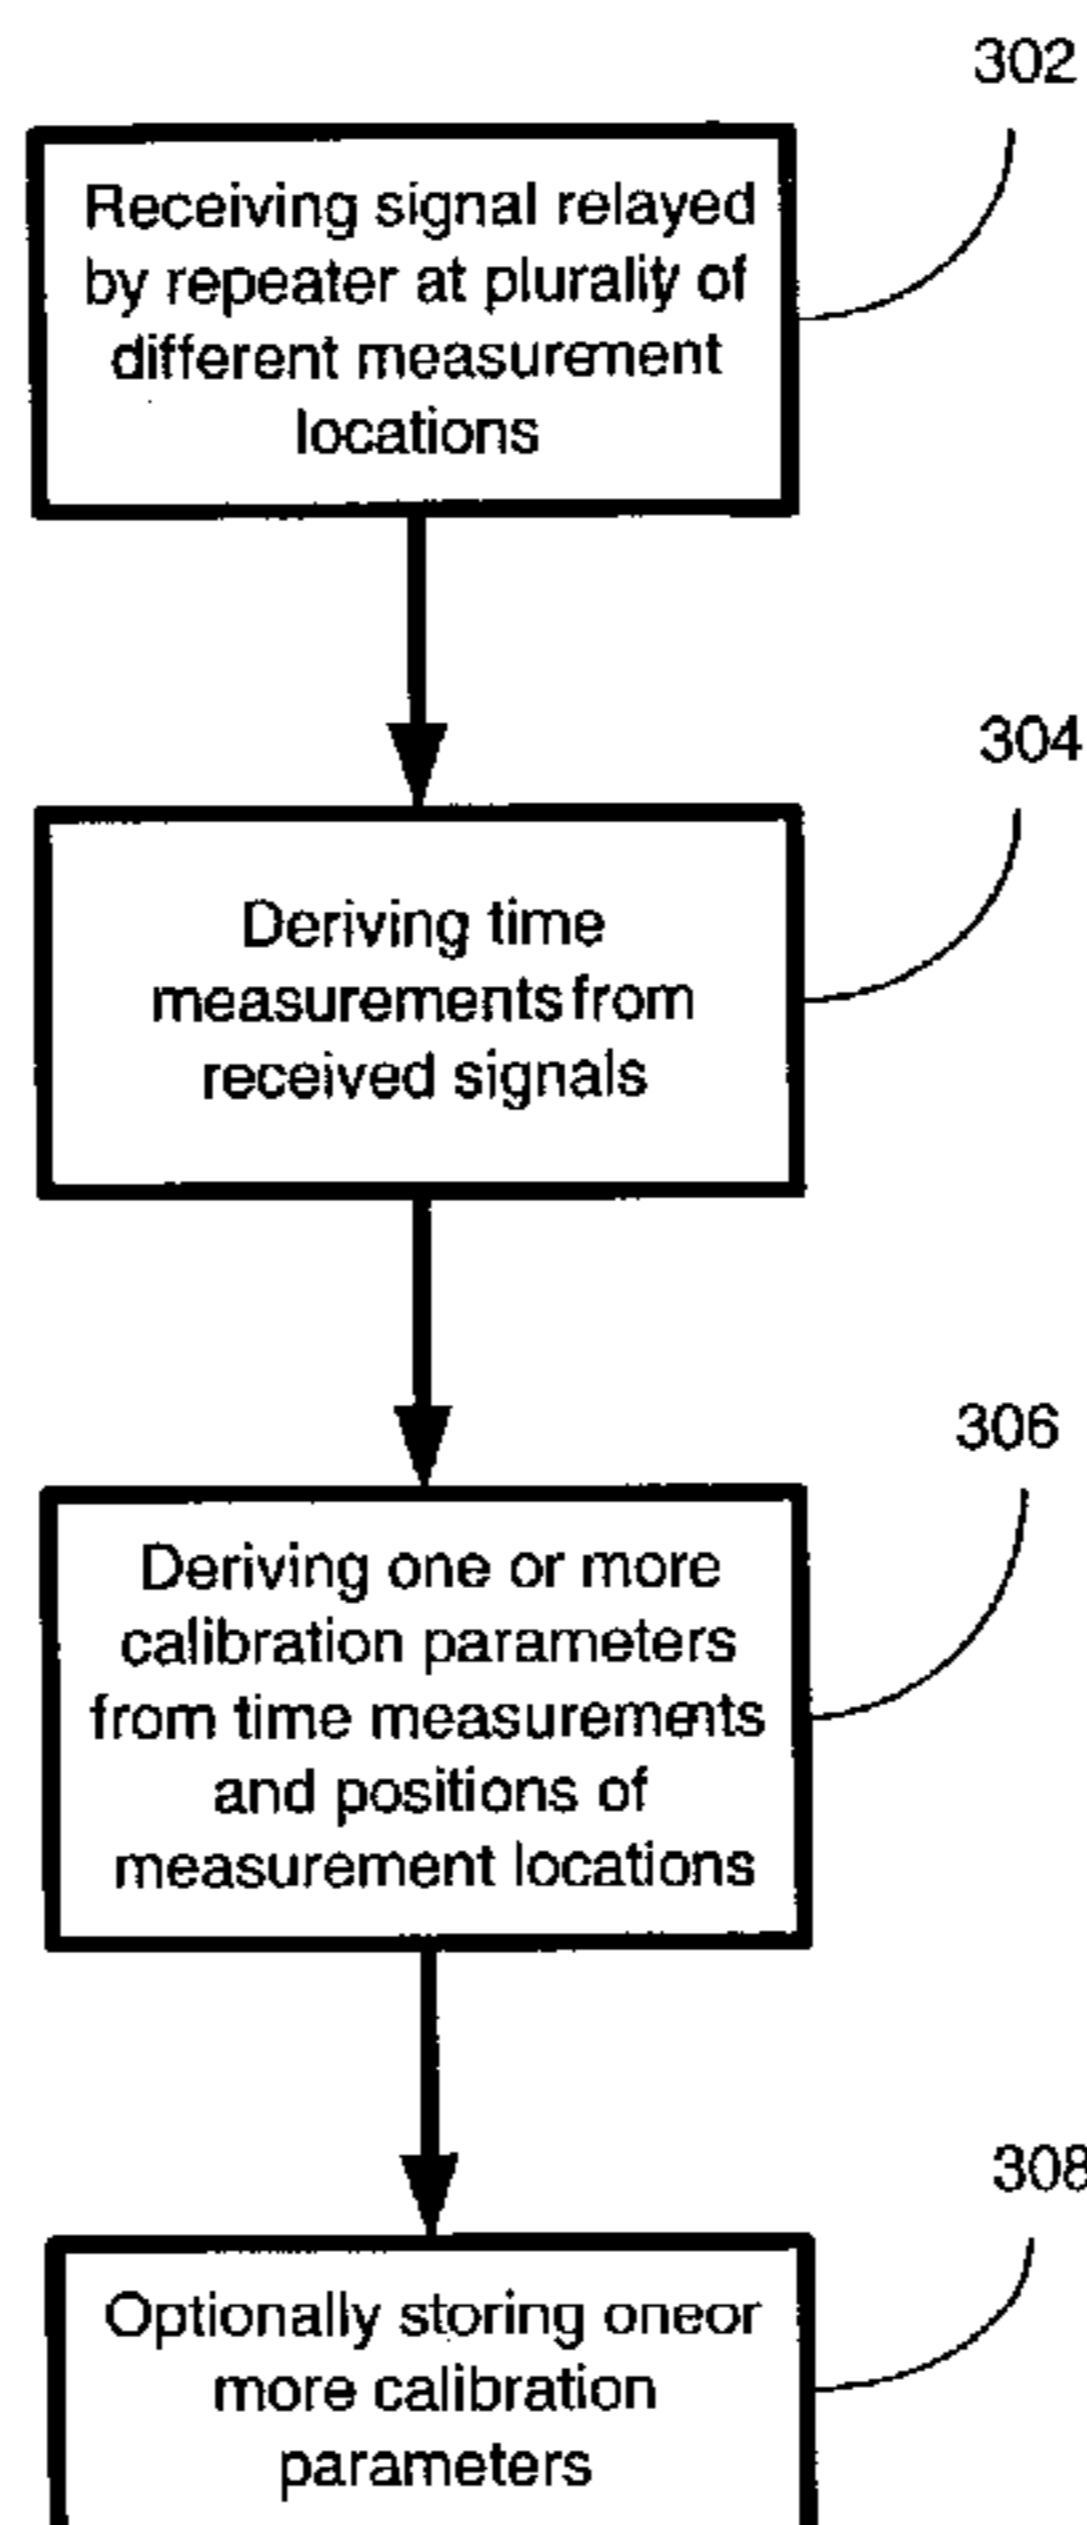 302
Receiving signal relayed
by repeater at plurality of
different measurement
locations
304
Deriving time
measurements from
received signals
306
Deriving one or more
calibration parameters
from time measurements
and positions of
measurement locations
308
Optionally storing one or
more calibration
parameters